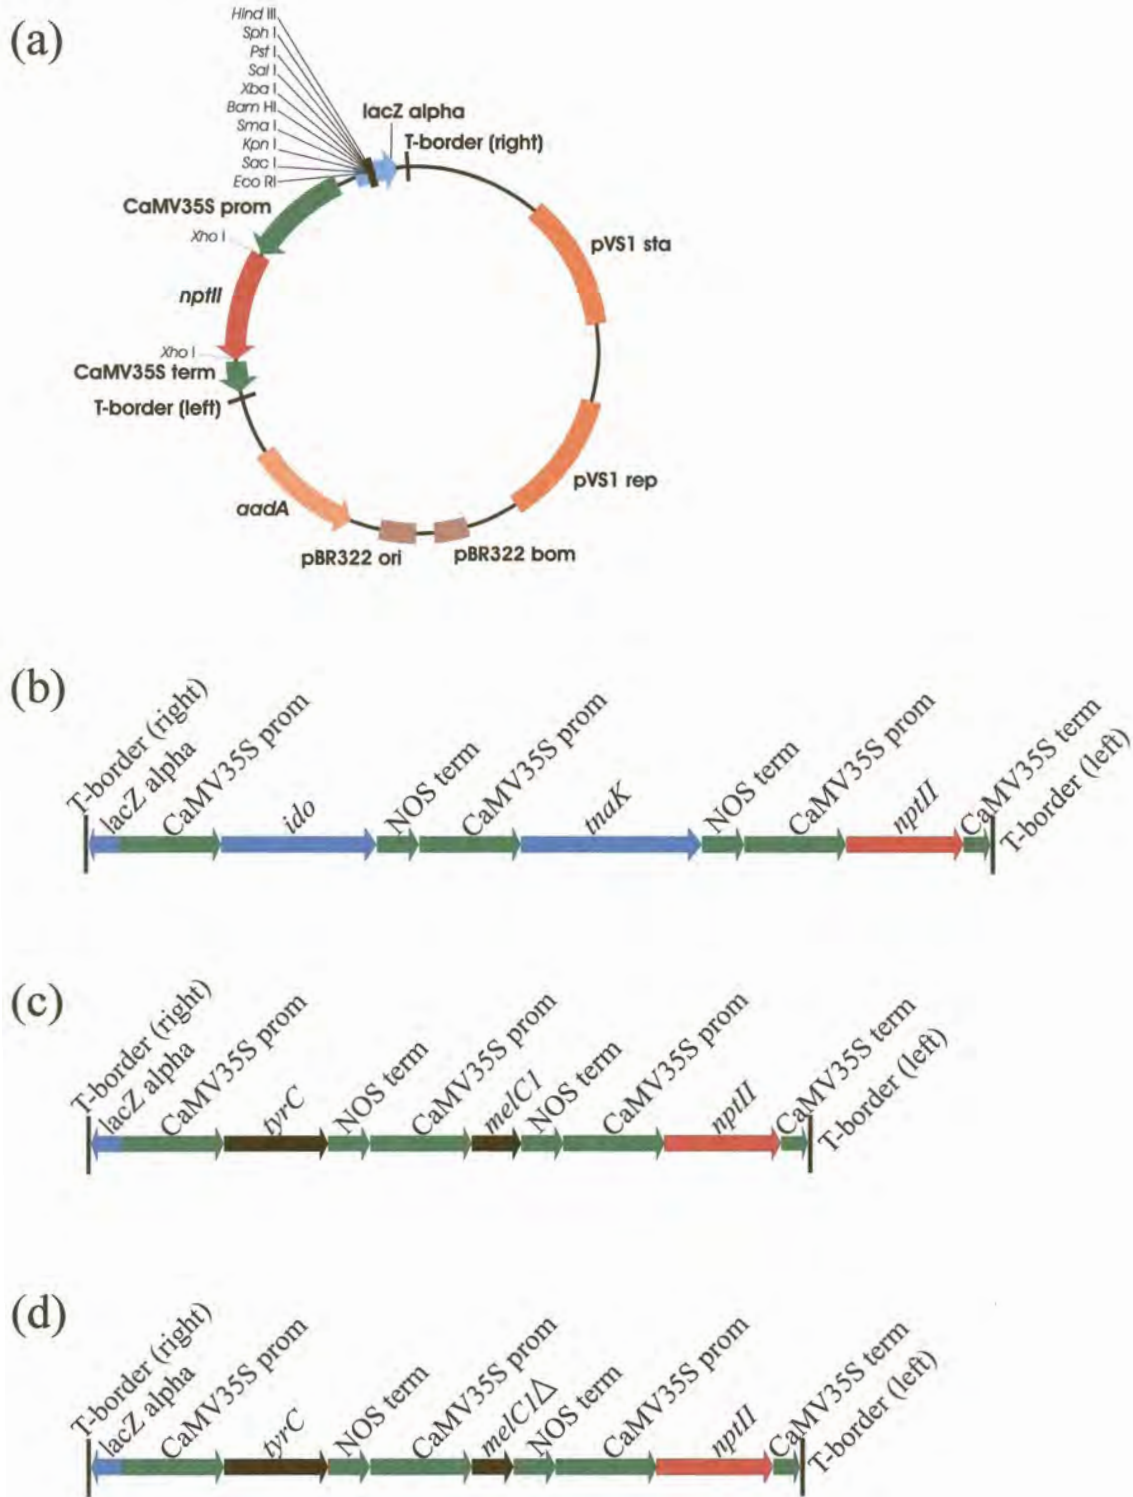 (a)
Hind III
Sph I
Pst I
Sal I
Xba I
Bam HI
Sma I
Kpn I
Sac I
Eco RI
lacZ alpha
T-border (right)
CaMV35S prom
Xho I
nptII
Xho I
CaMV35S term
T-border (left)
pVS1 sta
pVS1 rep
aadA
pBR322 ori
pBR322 bom
(b)
T-border (right)
lacZ alpha
CaMV35S prom
ido
NOS term
CaMV35S prom
tnaK
NOS term
CaMV35S prom
nptII
CaMV35S term
T-border (left)
(c)
T-border (right)
lacZ alpha
CaMV35S prom
tyrC
NOS term
CaMV35S prom
melC1
NOS term
CaMV35S prom
nptII
CaMV35S term
T-border (left)
(d)
T-border (right)
lacZ alpha
CaMV35S prom
tyrC
NOS term
CaMV35S prom
melC1Δ
NOS term
CaMV35S prom
nptII
CaMV35S term
T-border (left)